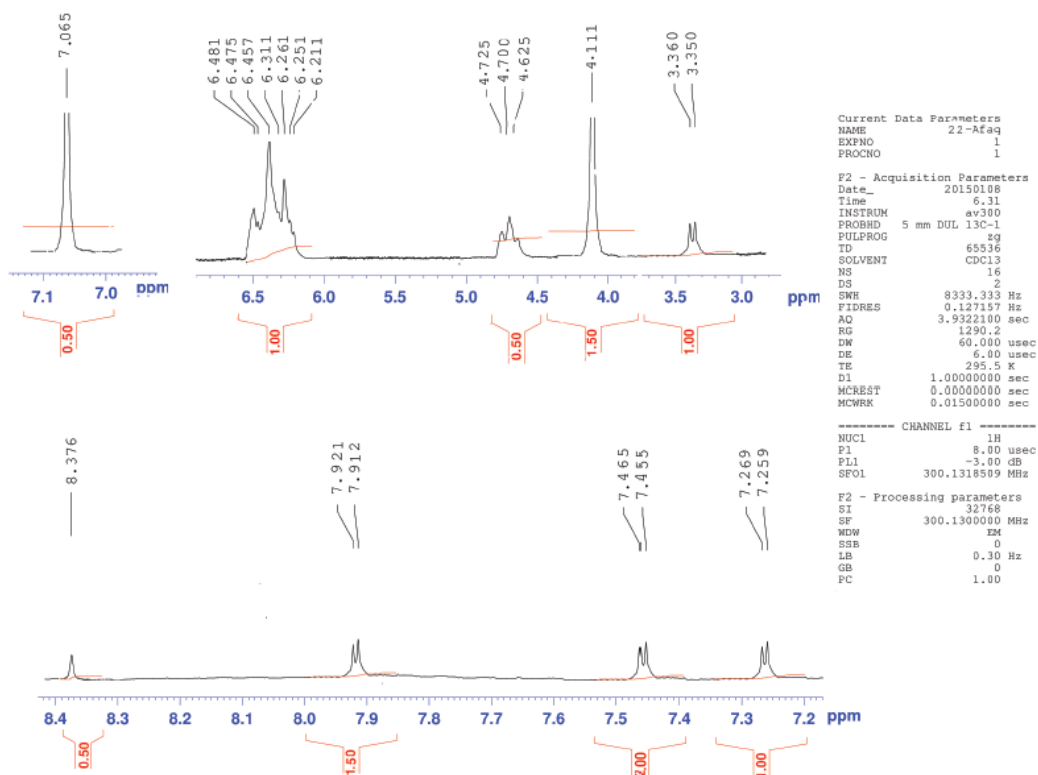 7.065
6.481
6.475
6.457
6.311
6.261
6.251
6.211
4.725
4.700
4.625
4.111
3.360
3.350
7.1 7.0 ppm
6.5 6.0 5.5 5.0 4.5 4.0 3.5 3.0 ppm
0.50
1.00
0.50
1.50
1.00
Current Data Parameters
NAME 22-Afaq
EXPNO 1
PROCNO 1
F2 - Acquisition Parameters
Date_ 20150108
Time 6.31
INSTRUM av300
PROBHD 5 mm DUL 13C-1
PULPROG zg
TD 65536
SOLVENT CDCl3
NS 16
DS 2
SWH 8333.333 Hz
FIDRES 0.127157 Hz
AQ 3.9322100 sec
RG 1290.2
DW 60.000 usec
DE 6.00 usec
TE 295.5 K
D1 1.00000000 sec
MCREST 0.00000000 sec
MCWRK 0.01500000 sec
======== CHANNEL f1 ========
NUC1 1H
P1 8.00 usec
PL1 -3.00 dB
SFO1 300.1318509 MHz
F2 - Processing parameters
SI 32768
SF 300.1300000 MHz
WDW EM
SSB 0
LB 0.30 Hz
GB 0
PC 1.00
8.376
7.921
7.912
7.465
7.455
7.269
7.259
8.4 8.3 8.2 8.1 8.0 7.9 7.8 7.7 7.6 7.5 7.4 7.3 7.2 ppm
0.50
1.50
2.00
1.00